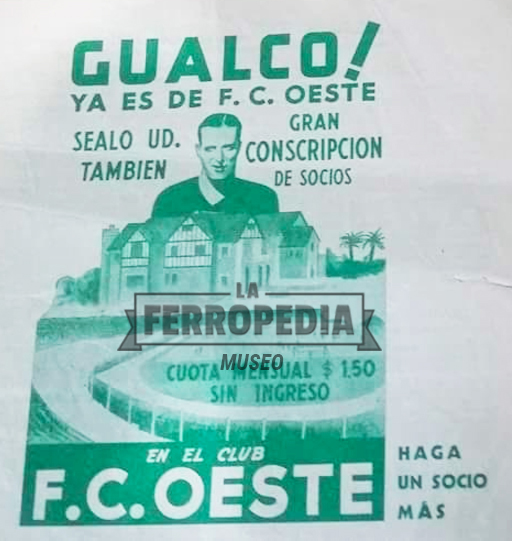 GUALCO!
YA ES DE F. C. OESTE
SEALO UD.
TAMBIEN
GRAN
CONSCRIPCION
DE SOCIOS
LA
FERROPEDIA
MUSEO
CUOTA MENSUAL $ 1.50
SIN INGRESO
EN EL CLUB
F.C. OESTE
HAGA
UN SOCIO
MÁS